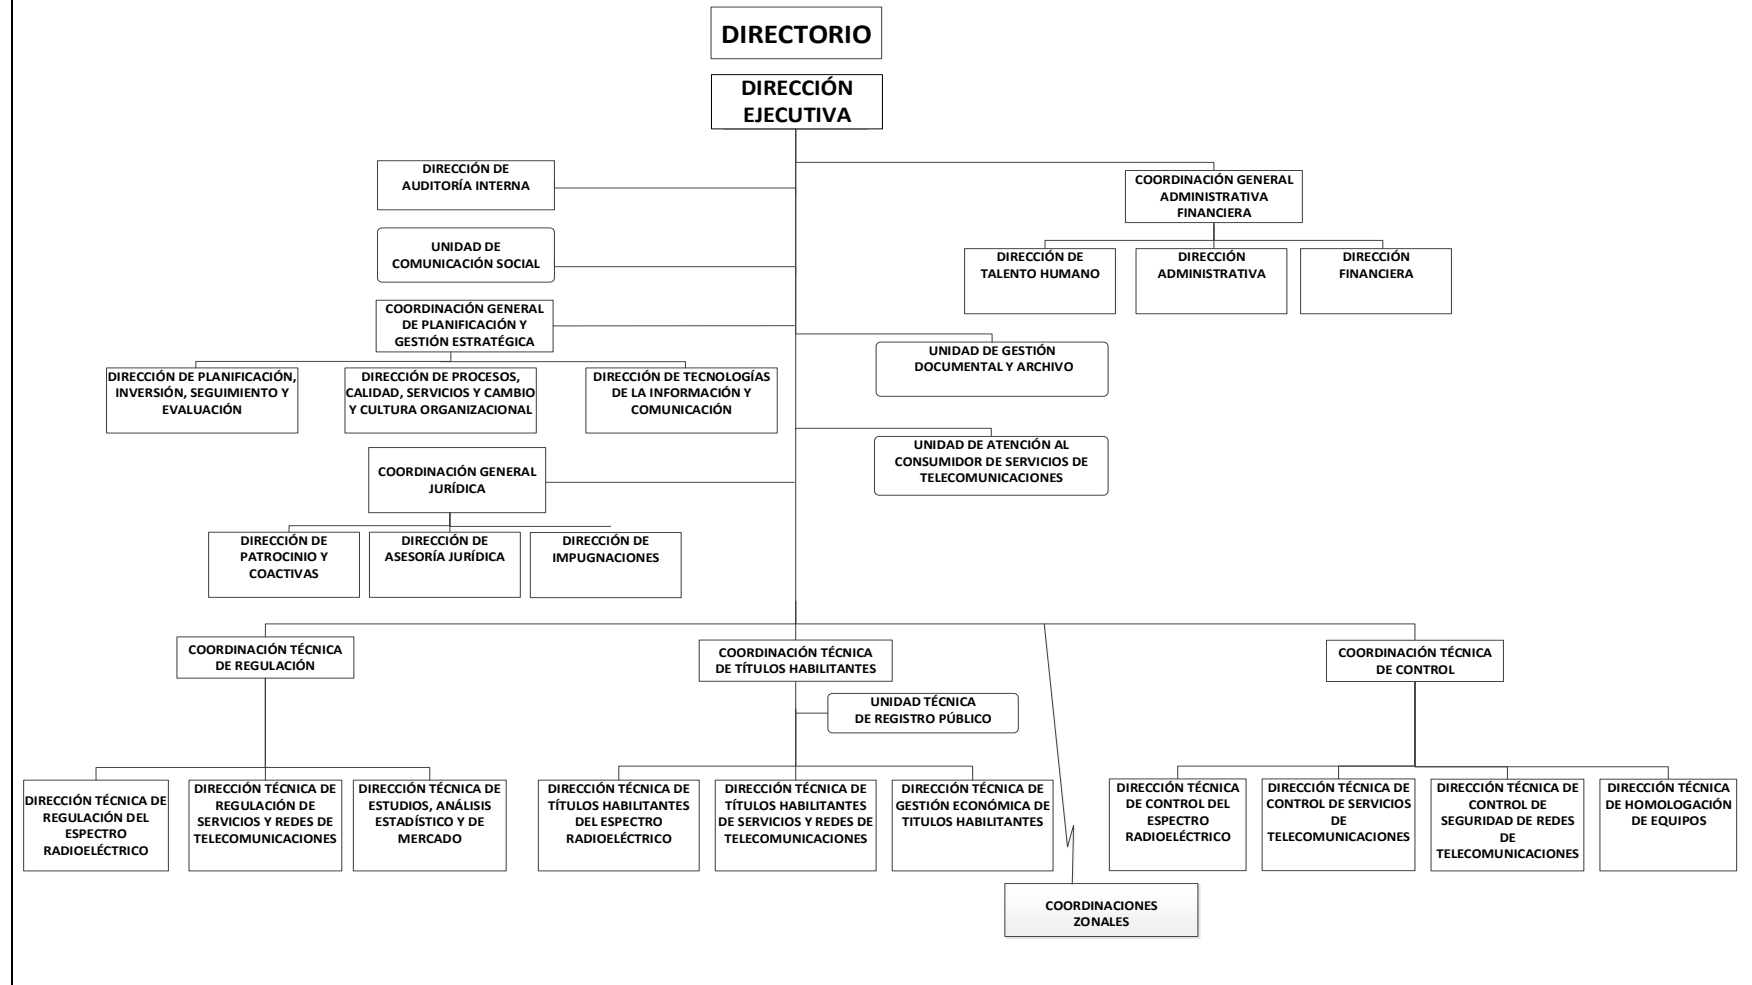 DIRECTORIO
DIRECCIÓN
EJECUTIVA
DIRECCIÓN DE
AUDITORÍA INTERNA
COORDINACIÓN GENERAL
ADMINISTRATIVA
FINANCIERA
UNIDAD DE
COMUNICACIÓN SOCIAL
DIRECCIÓN DE
TALENTO HUMANO
DIRECCIÓN
ADMINISTRATIVA
DIRECCIÓN
FINANCIERA
COORDINACIÓN GENERAL
DE PLANIFICACIÓN Y
GESTIÓN ESTRATÉGICA
UNIDAD DE GESTIÓN
DOCUMENTAL Y ARCHIVO
DIRECCIÓN DE PLANIFICACIÓN,
INVERSIÓN, SEGUIMIENTO Y
EVALUACIÓN
DIRECCIÓN DE PROCESOS,
CALIDAD, SERVICIOS Y CAMBIO
Y CULTURA ORGANIZACIONAL
DIRECCIÓN DE TECNOLOGÍAS
DE LA INFORMACIÓN Y
COMUNICACIÓN
UNIDAD DE ATENCIÓN AL
CONSUMIDOR DE SERVICIOS DE
TELECOMUNICACIONES
COORDINACIÓN GENERAL
JURÍDICA
DIRECCIÓN DE
PATROCINIO Y
COACTIVAS
DIRECCIÓN DE
ASESORÍA JURÍDICA
DIRECCIÓN DE
IMPUGNACIONES
COORDINACIÓN TÉCNICA
DE REGULACIÓN
COORDINACIÓN TÉCNICA
DE TÍTULOS HABILITANTES
COORDINACIÓN TÉCNICA
DE CONTROL
UNIDAD TÉCNICA
DE REGISTRO PÚBLICO
DIRECCIÓN TÉCNICA DE
REGULACIÓN DEL
ESPECTRO
RADIOELÉCTRICO
DIRECCIÓN TÉCNICA DE
REGULACIÓN DE
SERVICIOS Y REDES DE
TELECOMUNICACIONES
DIRECCIÓN TÉCNICA DE
ESTUDIOS, ANÁLISIS
ESTADÍSTICO Y DE
MERCADO
DIRECCIÓN TÉCNICA DE
TÍTULOS HABILITANTES
DEL ESPECTRO
RADIOELÉCTRICO
DIRECCIÓN TÉCNICA DE
TÍTULOS HABILITANTES
DE SERVICIOS Y REDES DE
TELECOMUNICACIONES
DIRECCIÓN TÉCNICA DE
GESTIÓN ECONÓMICA DE
TITULOS HABILITANTES
DIRECCIÓN TÉCNICA
DE CONTROL DEL
ESPECTRO
RADIOELÉCTRICO
DIRECCIÓN TÉCNICA DE
CONTROL DE SERVICIOS
DE
TELECOMUNICACIONES
DIRECCIÓN TÉCNICA DE
CONTROL DE
SEGURIDAD DE REDES
DE
TELECOMUNICACIONES
DIRECCIÓN TÉCNICA
DE HOMOLOGACIÓN
DE EQUIPOS
COORDINACIONES
ZONALES